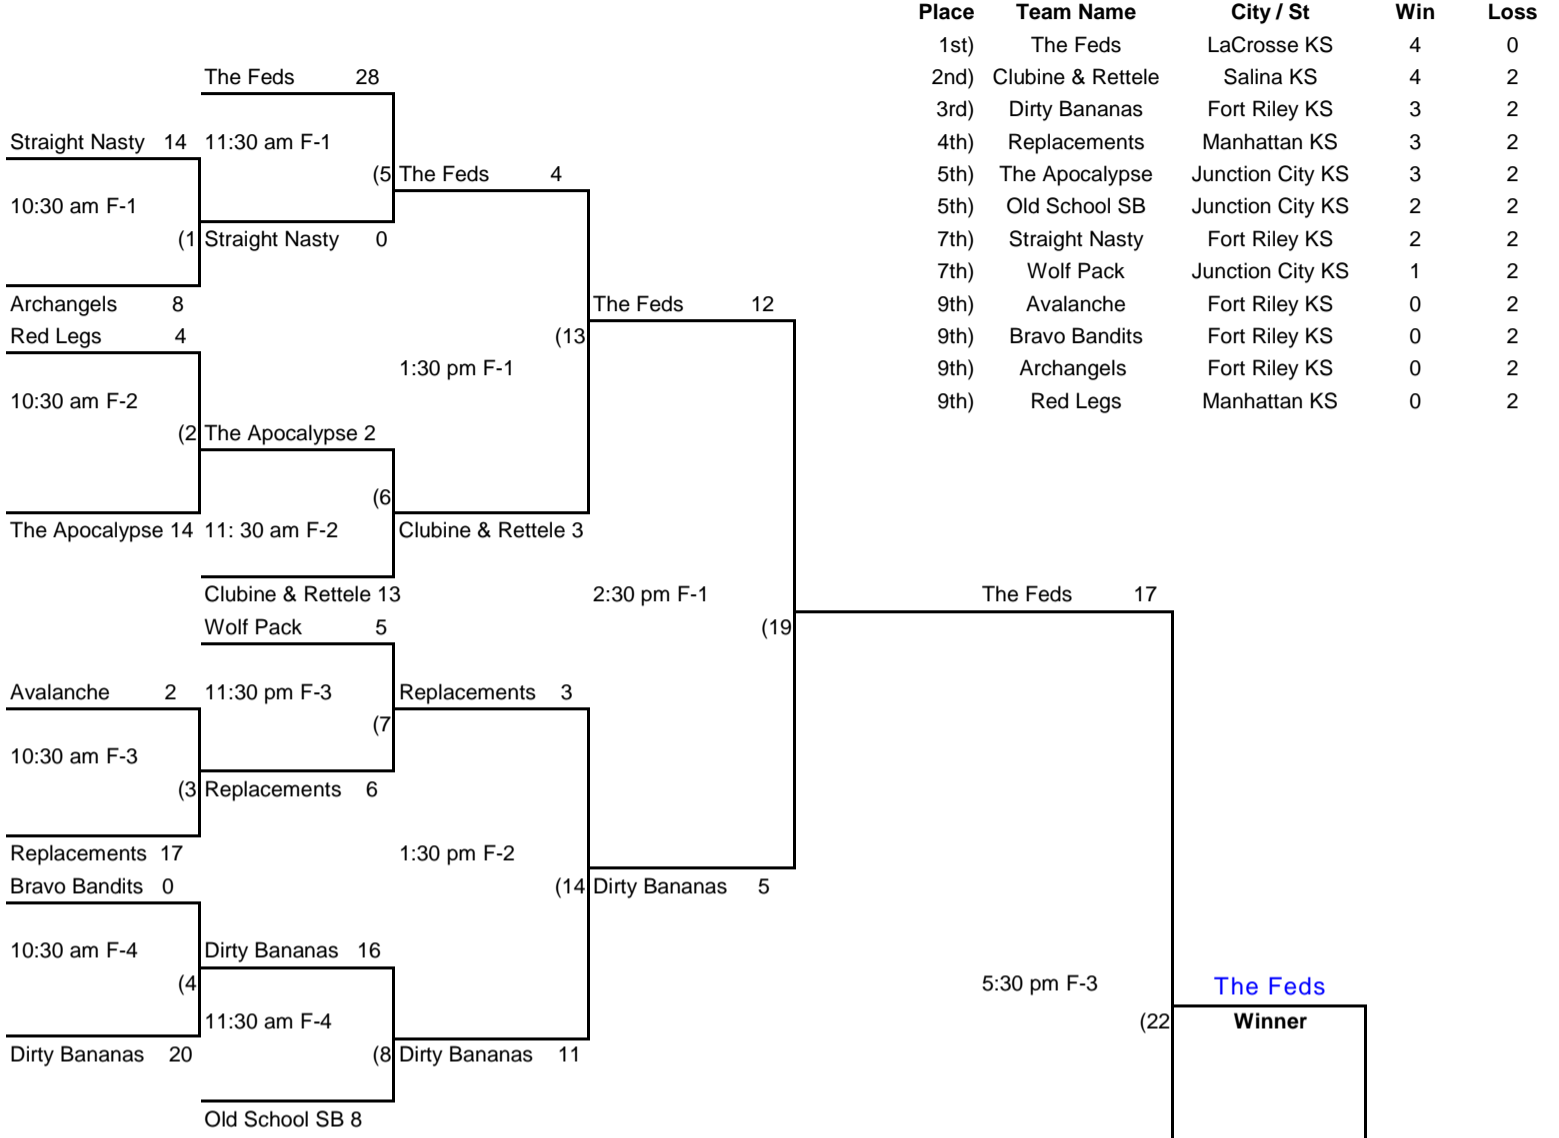 Place Team Name City / St Win Loss
1st) The Feds LaCrosse KS 4 0
2nd) Clubine & Rettele Salina KS 4 2
3rd) Dirty Bananas Fort Riley KS 3 2
4th) Replacements Manhattan KS 3 2
5th) The Apocalypse Junction City KS 3 2
5th) Old School SB Junction City KS 2 2
7th) Straight Nasty Fort Riley KS 2 2
7th) Wolf Pack Junction City KS 1 2
9th) Avalanche Fort Riley KS 0 2
9th) Bravo Bandits Fort Riley KS 0 2
9th) Archangels Fort Riley KS 0 2
9th) Red Legs Manhattan KS 0 2
The Feds 28
Straight Nasty 14 11:30 am F-1
(5 The Feds 4
10:30 am F-1
(1 Straight Nasty 0
Archangels 8 The Feds 12
Red Legs 4 (13
1:30 pm F-1
10:30 am F-2
(2 The Apocalypse 2
(6
The Apocalypse 14 11: 30 am F-2 Clubine & Rettele 3
Clubine & Rettele 13 2:30 pm F-1 The Feds 17
Wolf Pack 5 (19
Avalanche 2 11:30 pm F-3 Replacements 3
(7
10:30 am F-3
(3 Replacements 6
Replacements 17 1:30 pm F-2
Bravo Bandits 0 (14 Dirty Bananas 5
10:30 am F-4 Dirty Bananas 16
(4 5:30 pm F-3 The Feds
11:30 am F-4 (22 Winner
Dirty Bananas 20 (8 Dirty Bananas 11
Old School SB 8